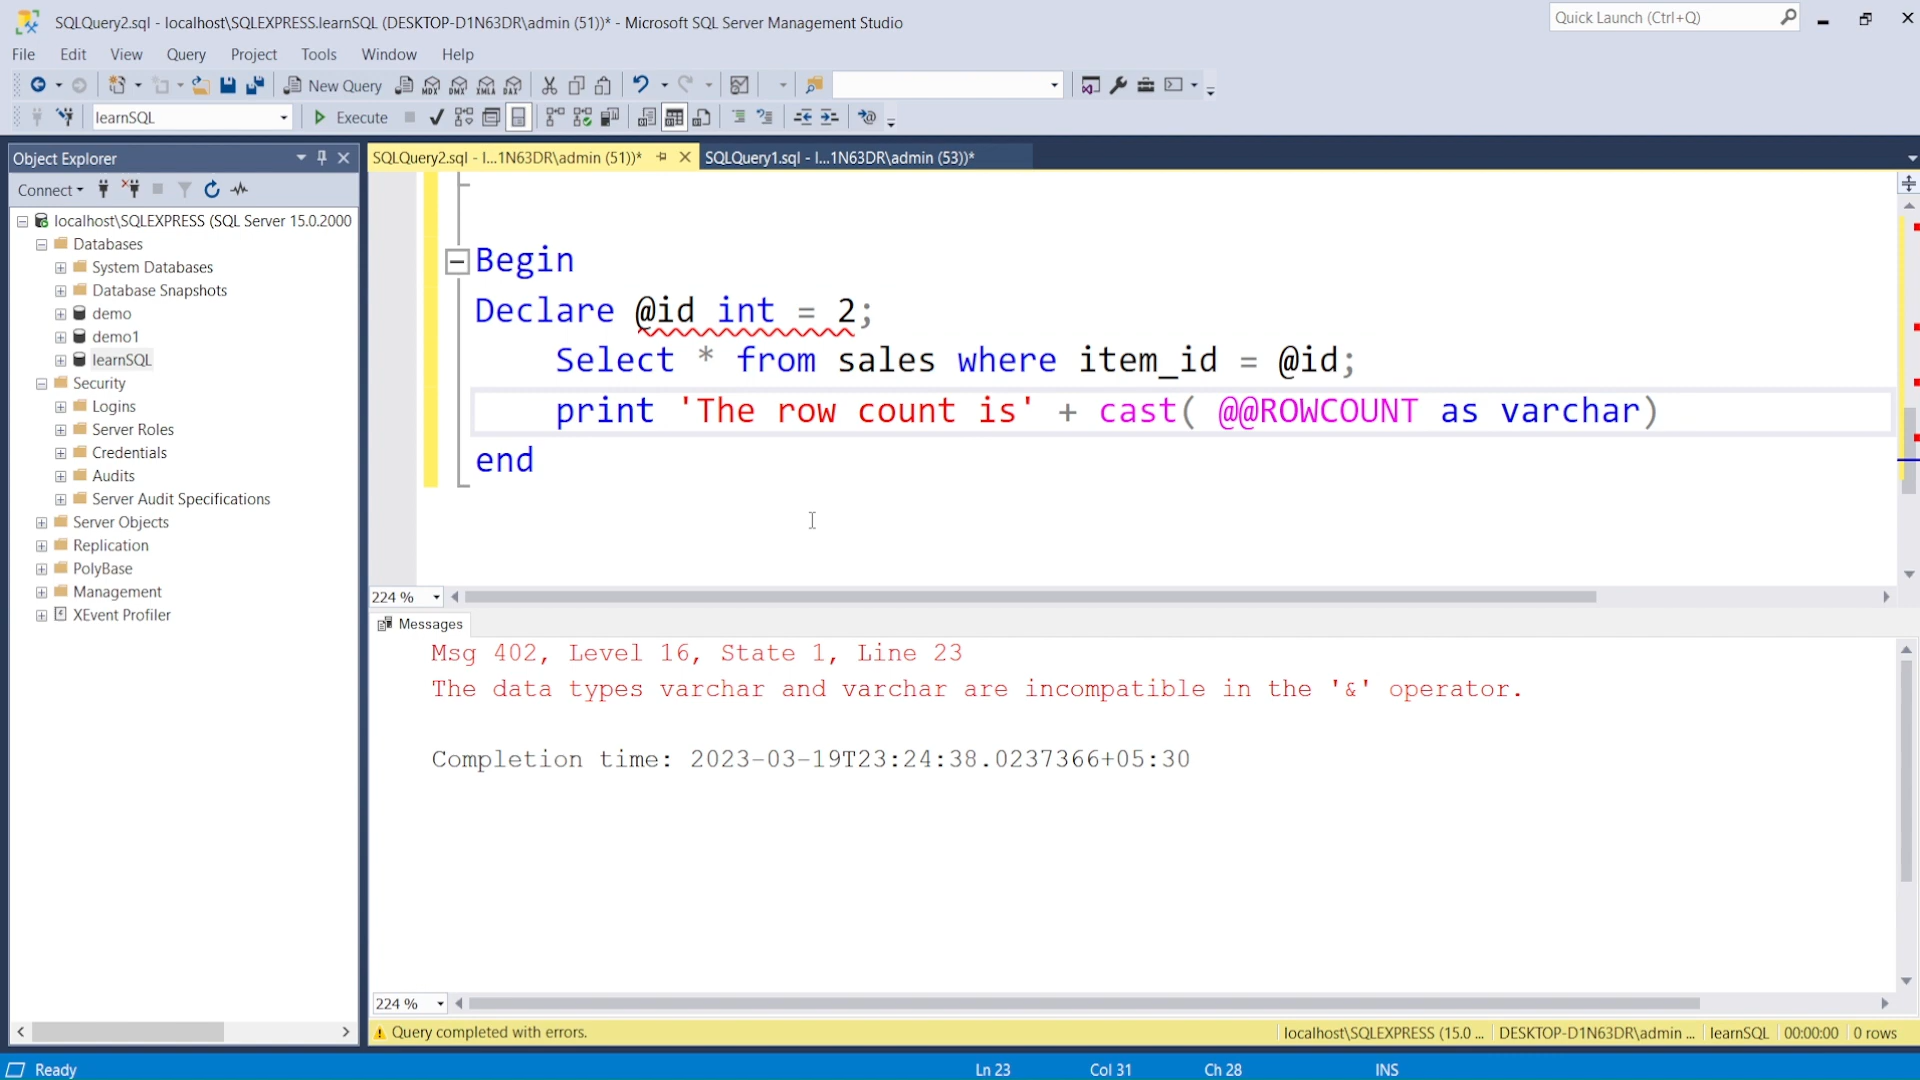 SQLQuery2.sql - localhost\SQLEXPRESS.learnSQL (DESKTOP-D1N63DR\admin (51))* - Microsoft SQL Server Management Studio
Quick Launch (Ctrl+Q)
File Edit View Query Project Tools Window Help
New Query MDX DMX XMLA DAX
learnSQL Execute
Object Explorer
SQLQuery2.sql - l...1N63DR\admin (51))*
SQLQuery1.sql - l...1N63DR\admin (53))*
Connect
localhost\SQLEXPRESS (SQL Server 15.0.2000
Databases
System Databases
Database Snapshots
demo
demo1
learnSQL
Security
Logins
Server Roles
Credentials
Audits
Server Audit Specifications
Server Objects
Replication
PolyBase
Management
XEvent Profiler
Begin
Declare @id int = 2;
Select * from sales where item_id = @id;
print 'The row count is' + cast( @@ROWCOUNT as varchar)
end
224 %
Messages
Msg 402, Level 16, State 1, Line 23
The data types varchar and varchar are incompatible in the '&' operator.
Completion time: 2023-03-19T23:24:38.0237366+05:30
224 %
Query completed with errors.
localhost\SQLEXPRESS (15.0 ... DESKTOP-D1N63DR\admin ... learnSQL 00:00:00 0 rows
Ready Ln 23 Col 31 Ch 28 INS